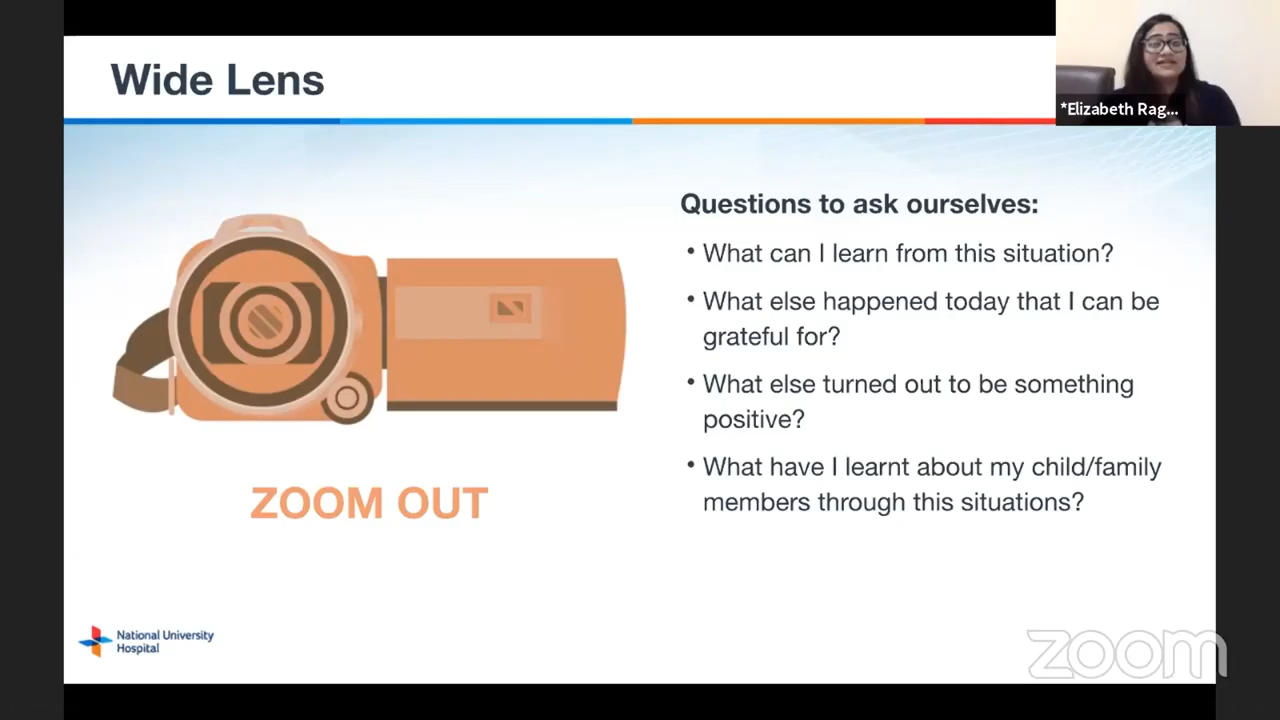 Wide Lens
*Elizabeth Rag...
Questions to ask ourselves:
• What can I learn from this situation?
• What else happened today that I can be
grateful for?
• What else turned out to be something
positive?
• What have I learnt about my child/family
members through this situations?
ZOOM OUT
National University
Hospital
zoom